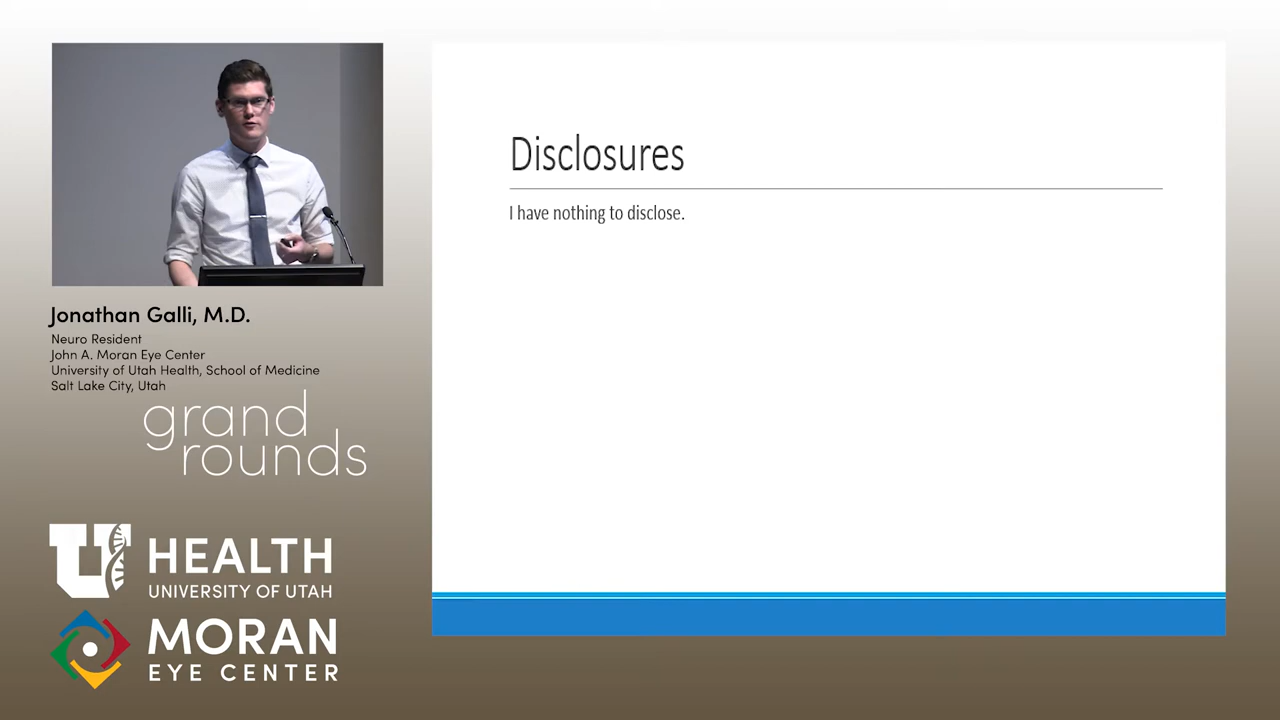 Jonathan Galli, M.D.
Neuro Resident
John A. Moran Eye Center
University of Utah Health, School of Medicine
Salt Lake City, Utah
grand
rounds
U HEALTH
UNIVERSITY OF UTAH
MORAN
EYE CENTER
Disclosures
I have nothing to disclose.